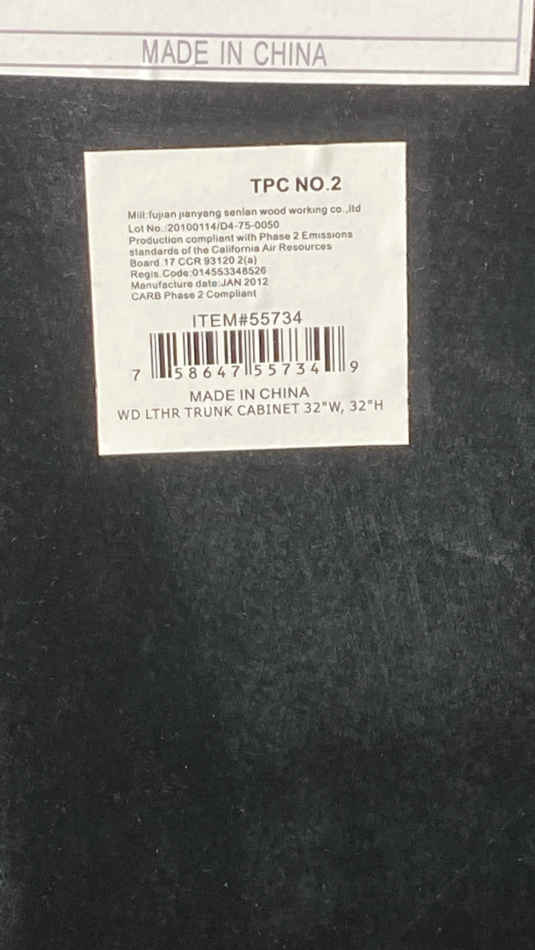 MADE IN CHINA
TPC NO.2
Mill:fujian jianyang senlan wood working co.,ltd
Lot No.:20100114/D4-75-0050
Production compliant with Phase 2 Emissions
standards of the California Air Resources
Board.17 CCR 93120 2(a)
Regis.Code:014553348526
Manufacture date:JAN 2012
CARB Phase 2 Compliant
ITEM#55734
7 58647 55734 9
MADE IN CHINA
WD LTHR TRUNK CABINET 32"W, 32"H